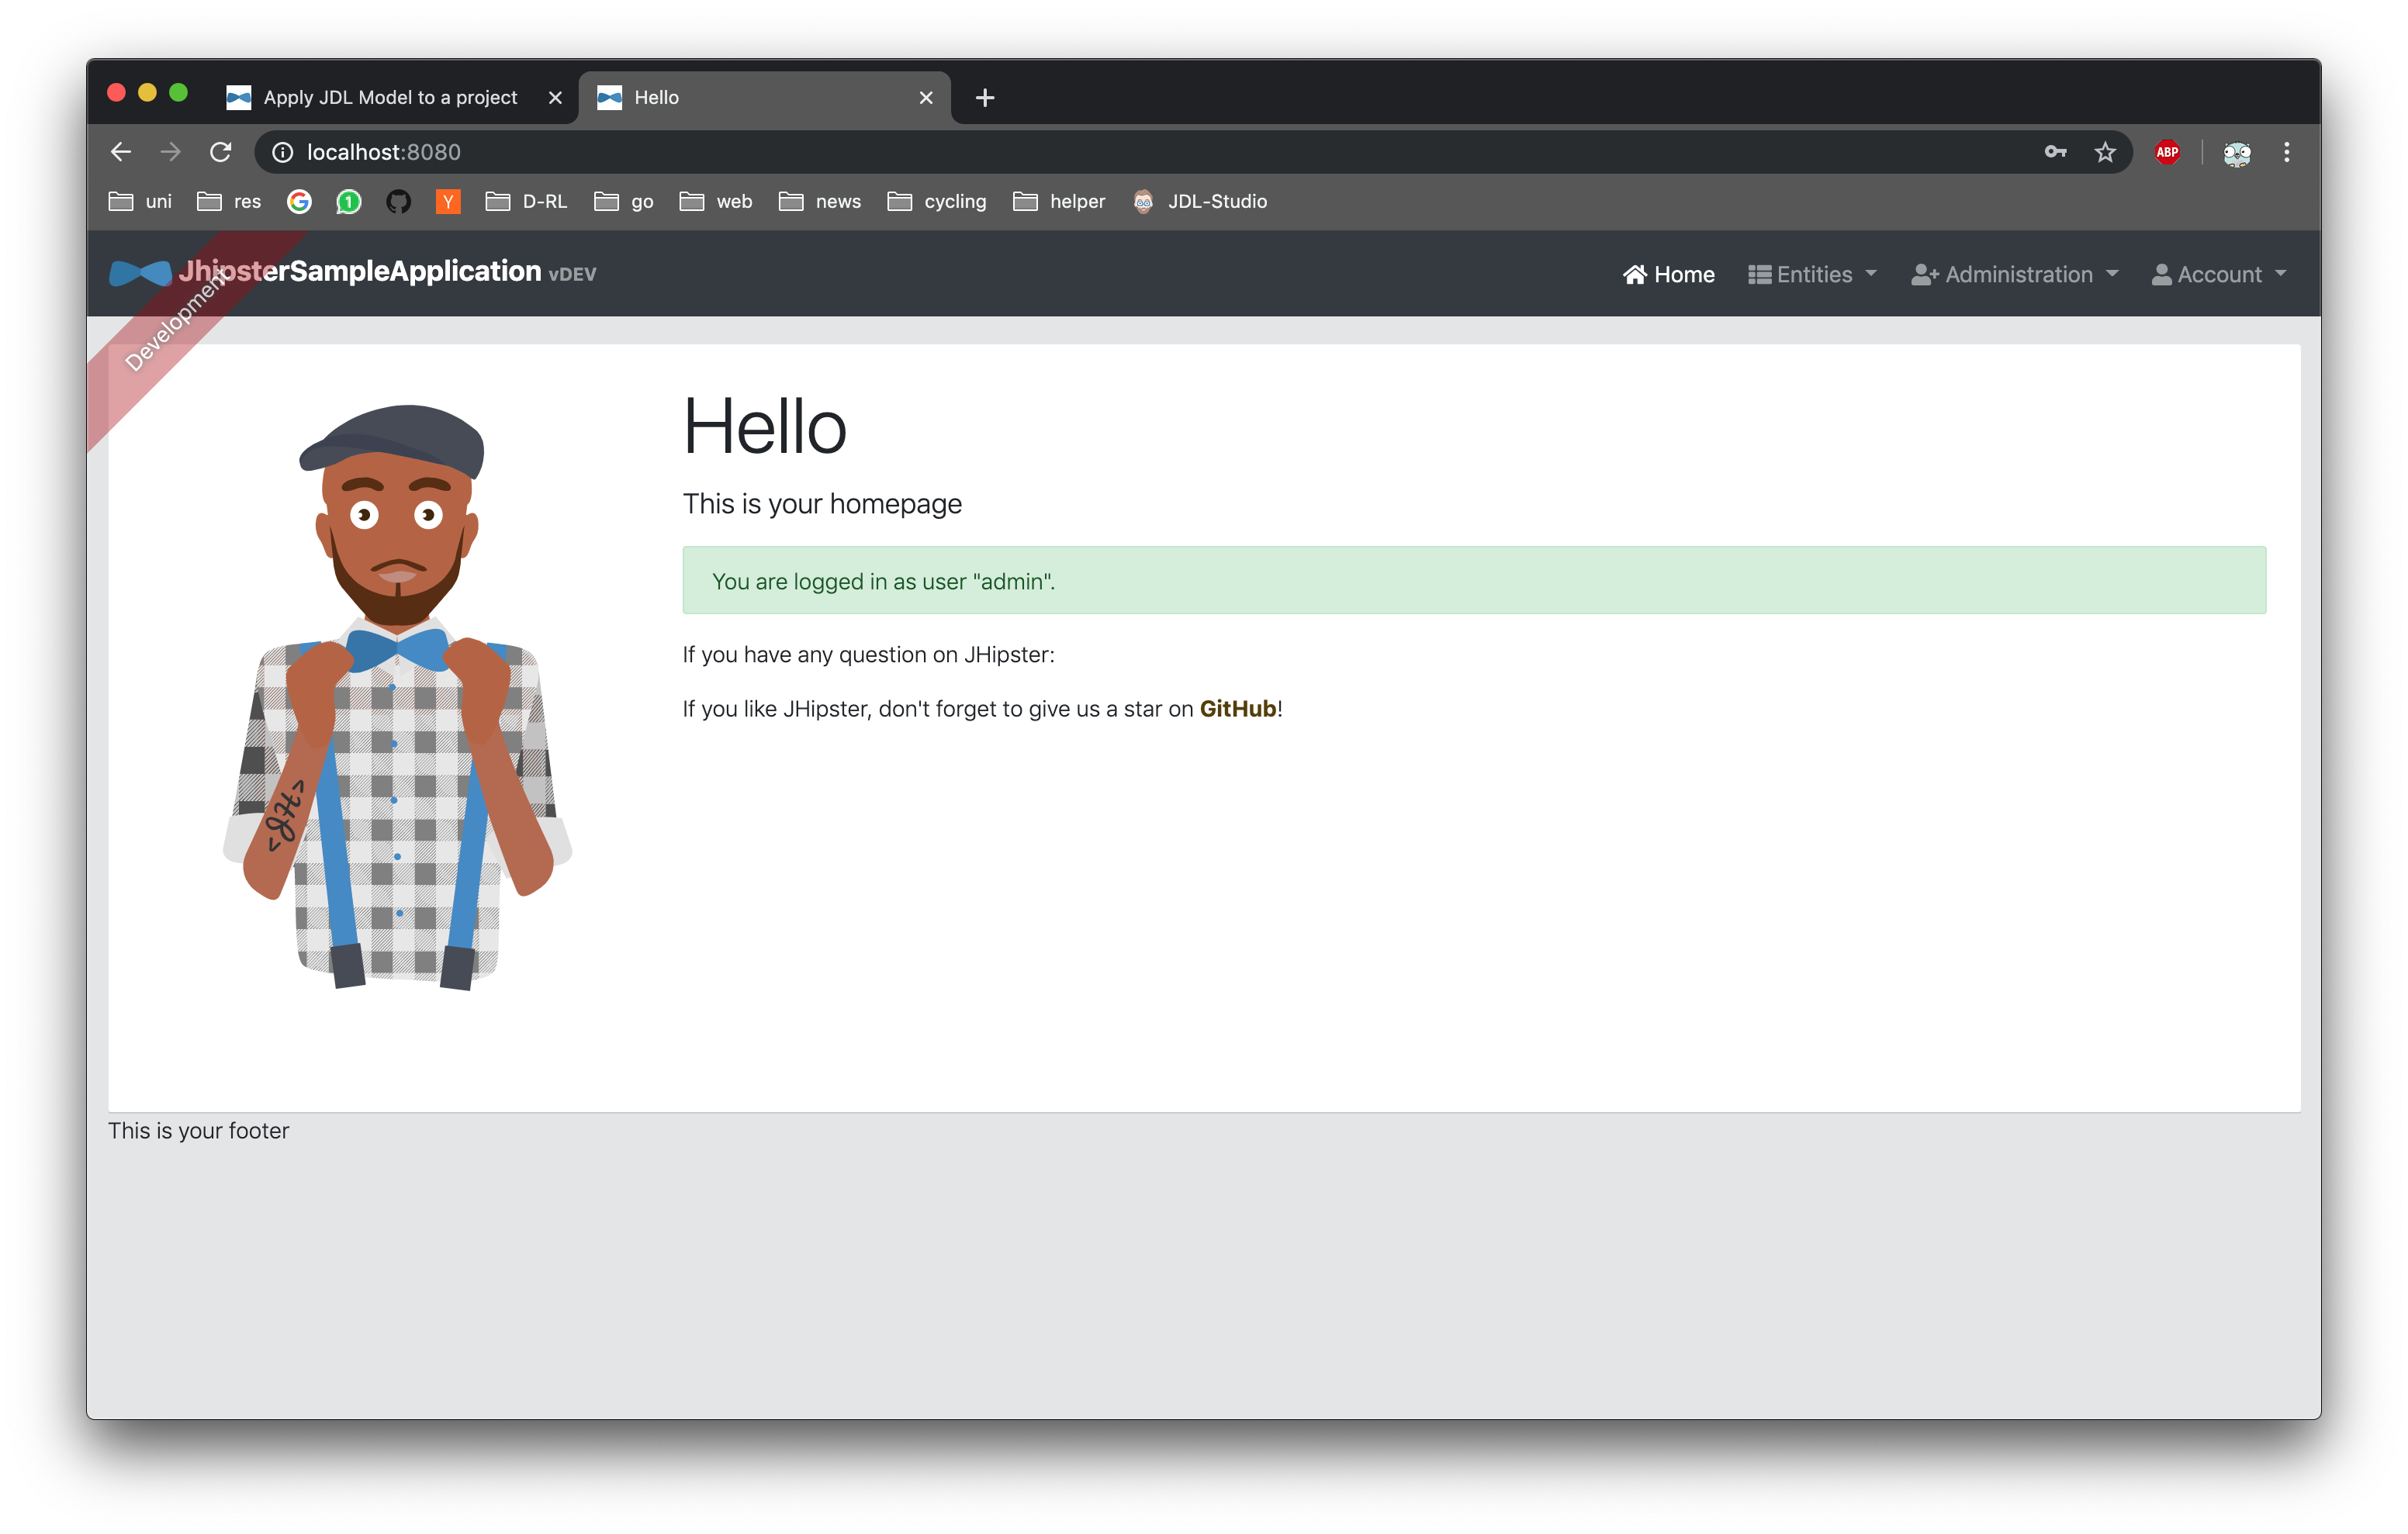 Apply JDL Model to a project
Hello
localhost:8080
ABP
uni res 1 Y D-RL go web news cycling helper JDL-Studio
JhipsterSampleApplication vDEV
Home Entities Administration Account
Development
Hello
This is your homepage
You are logged in as user "admin".
If you have any question on JHipster:
If you like JHipster, don't forget to give us a star on GitHub!
<JH>
This is your footer